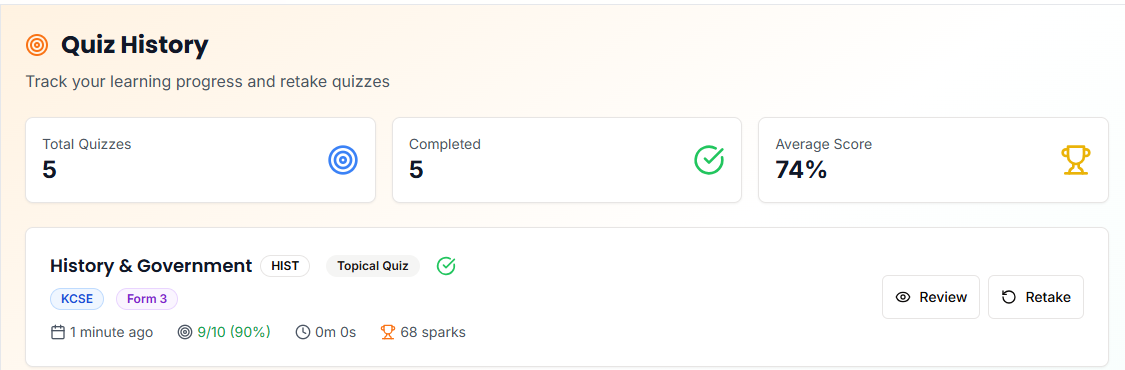 Quiz History
Track your learning progress and retake quizzes
Total Quizzes
5
Completed
5
Average Score
74%
History & Government HIST Topical Quiz
KCSE Form 3
1 minute ago 9/10 (90%) 0m 0s 68 sparks
Review Retake